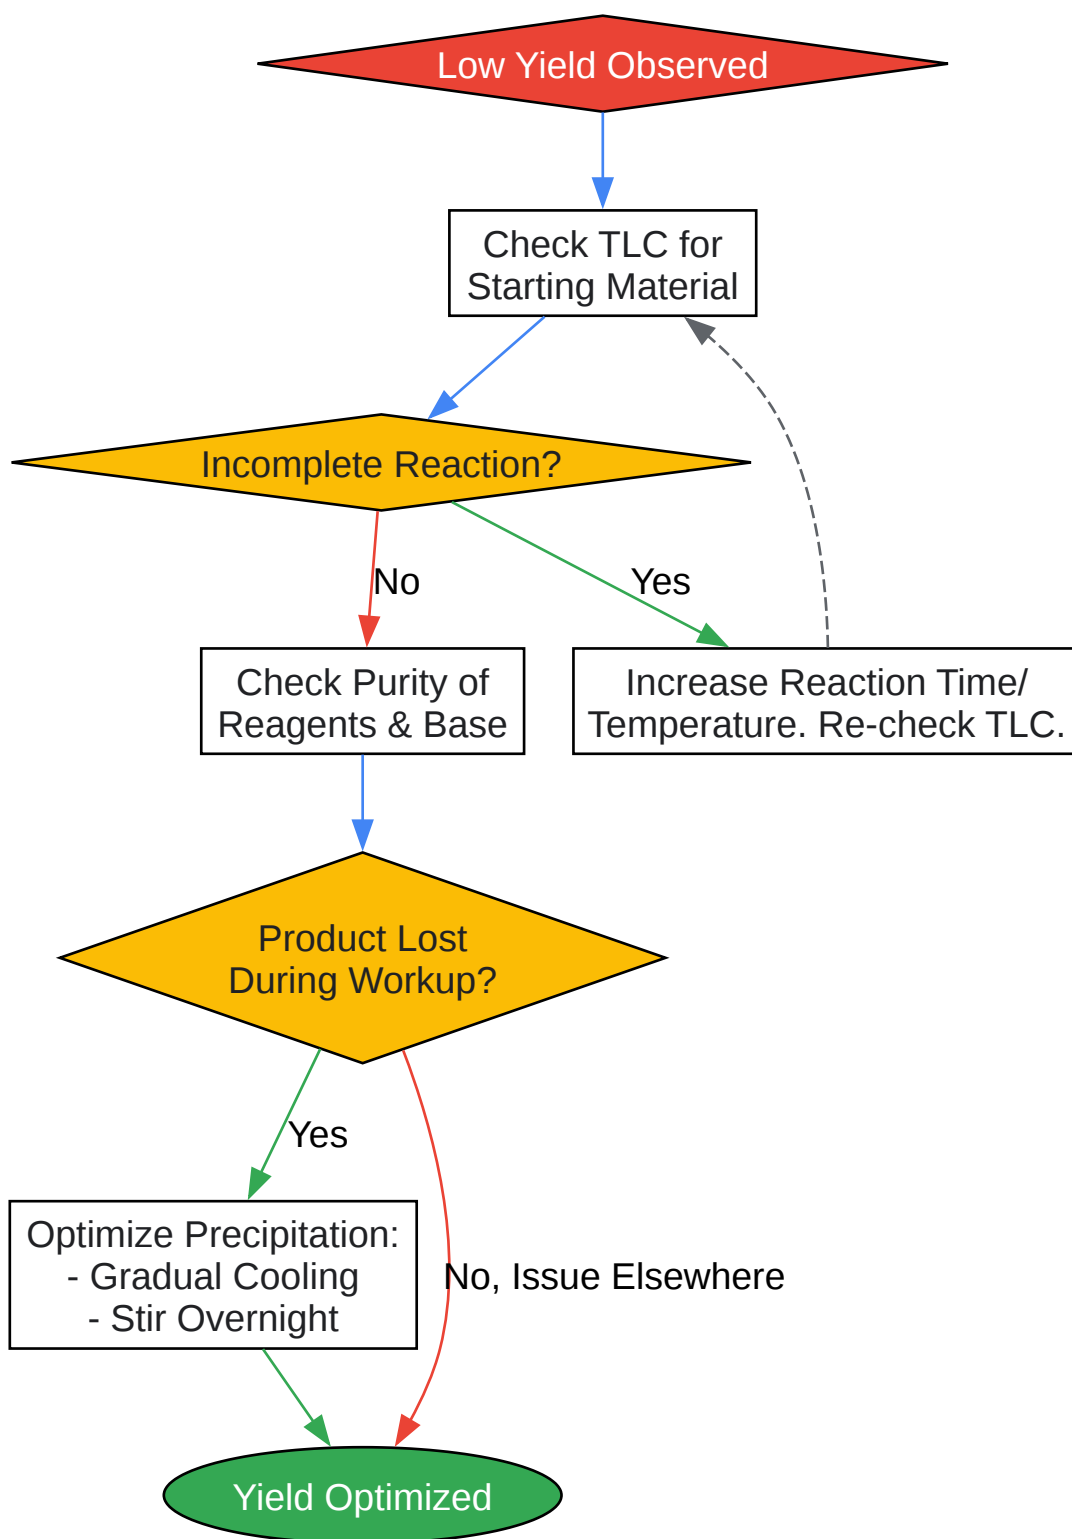 Low Yield Observed
Check TLC for
Starting Material
Incomplete Reaction?
No
Yes
Check Purity of
Reagents & Base
Increase Reaction Time/
Temperature. Re-check TLC.
Product Lost
During Workup?
Yes
Optimize Precipitation:
- Gradual Cooling
- Stir Overnight
No, Issue Elsewhere
Yield Optimized